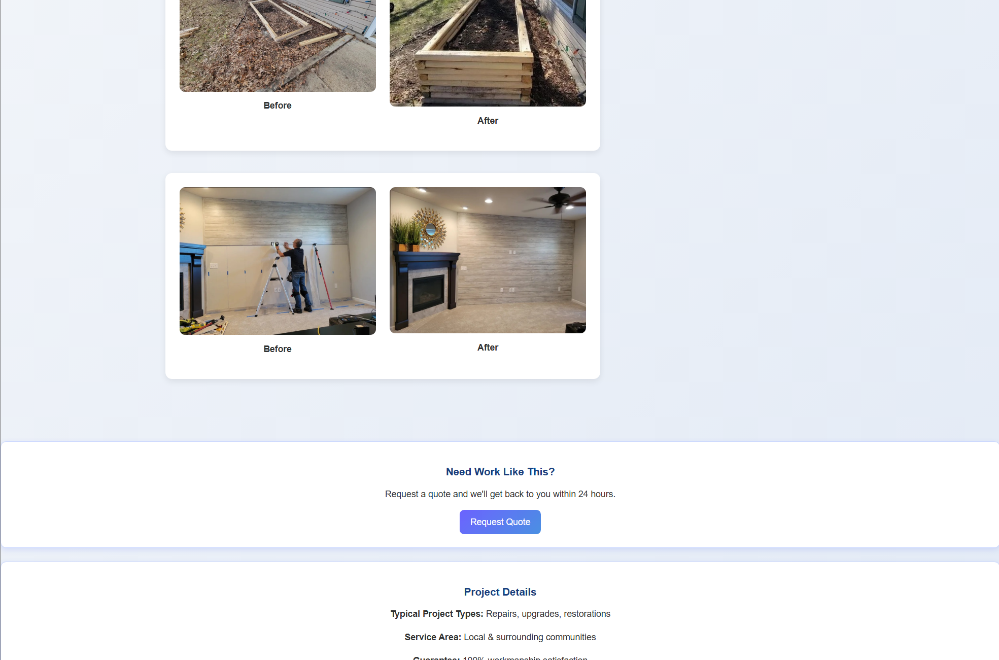 Before
After
Before
After
Need Work Like This?
Request a quote and we'll get back to you within 24 hours.
Request Quote
Project Details
Typical Project Types: Repairs, upgrades, restorations
Service Area: Local & surrounding communities
Guarantee: 100% workmanship satisfaction